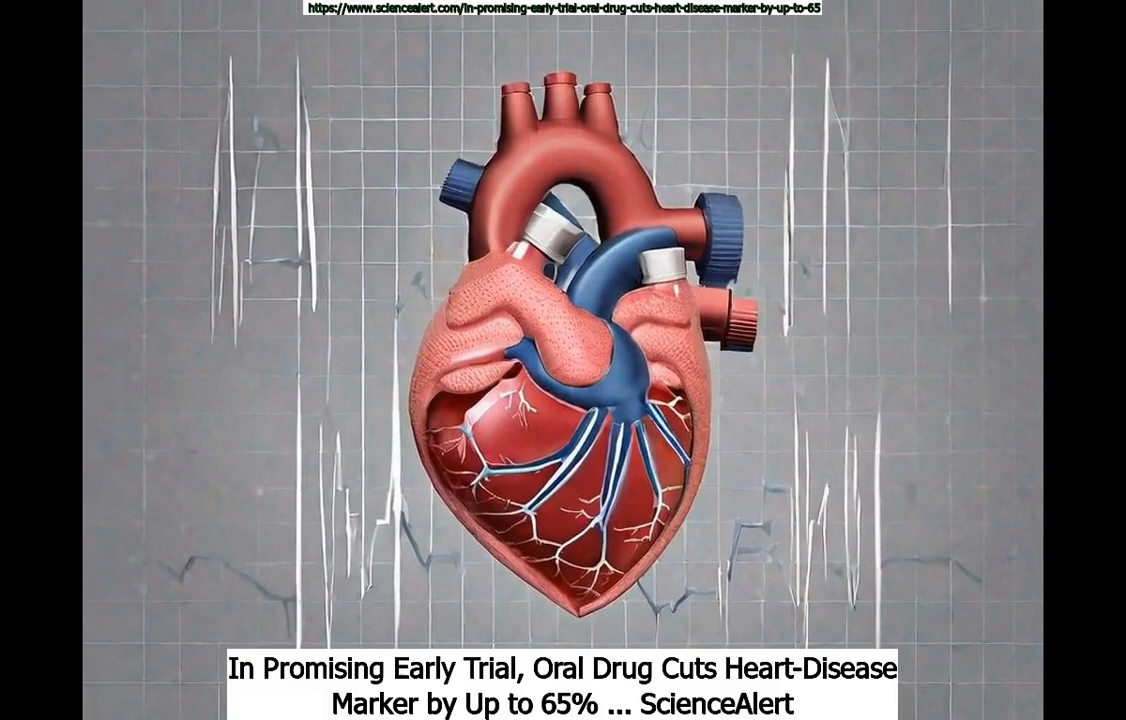 https://www.sciencealert.com/in-promising-early-trial-oral-drug-cuts-heart-disease-marker-by-up-to-65
In Promising Early Trial, Oral Drug Cuts Heart-Disease
Marker by Up to 65% ... ScienceAlert